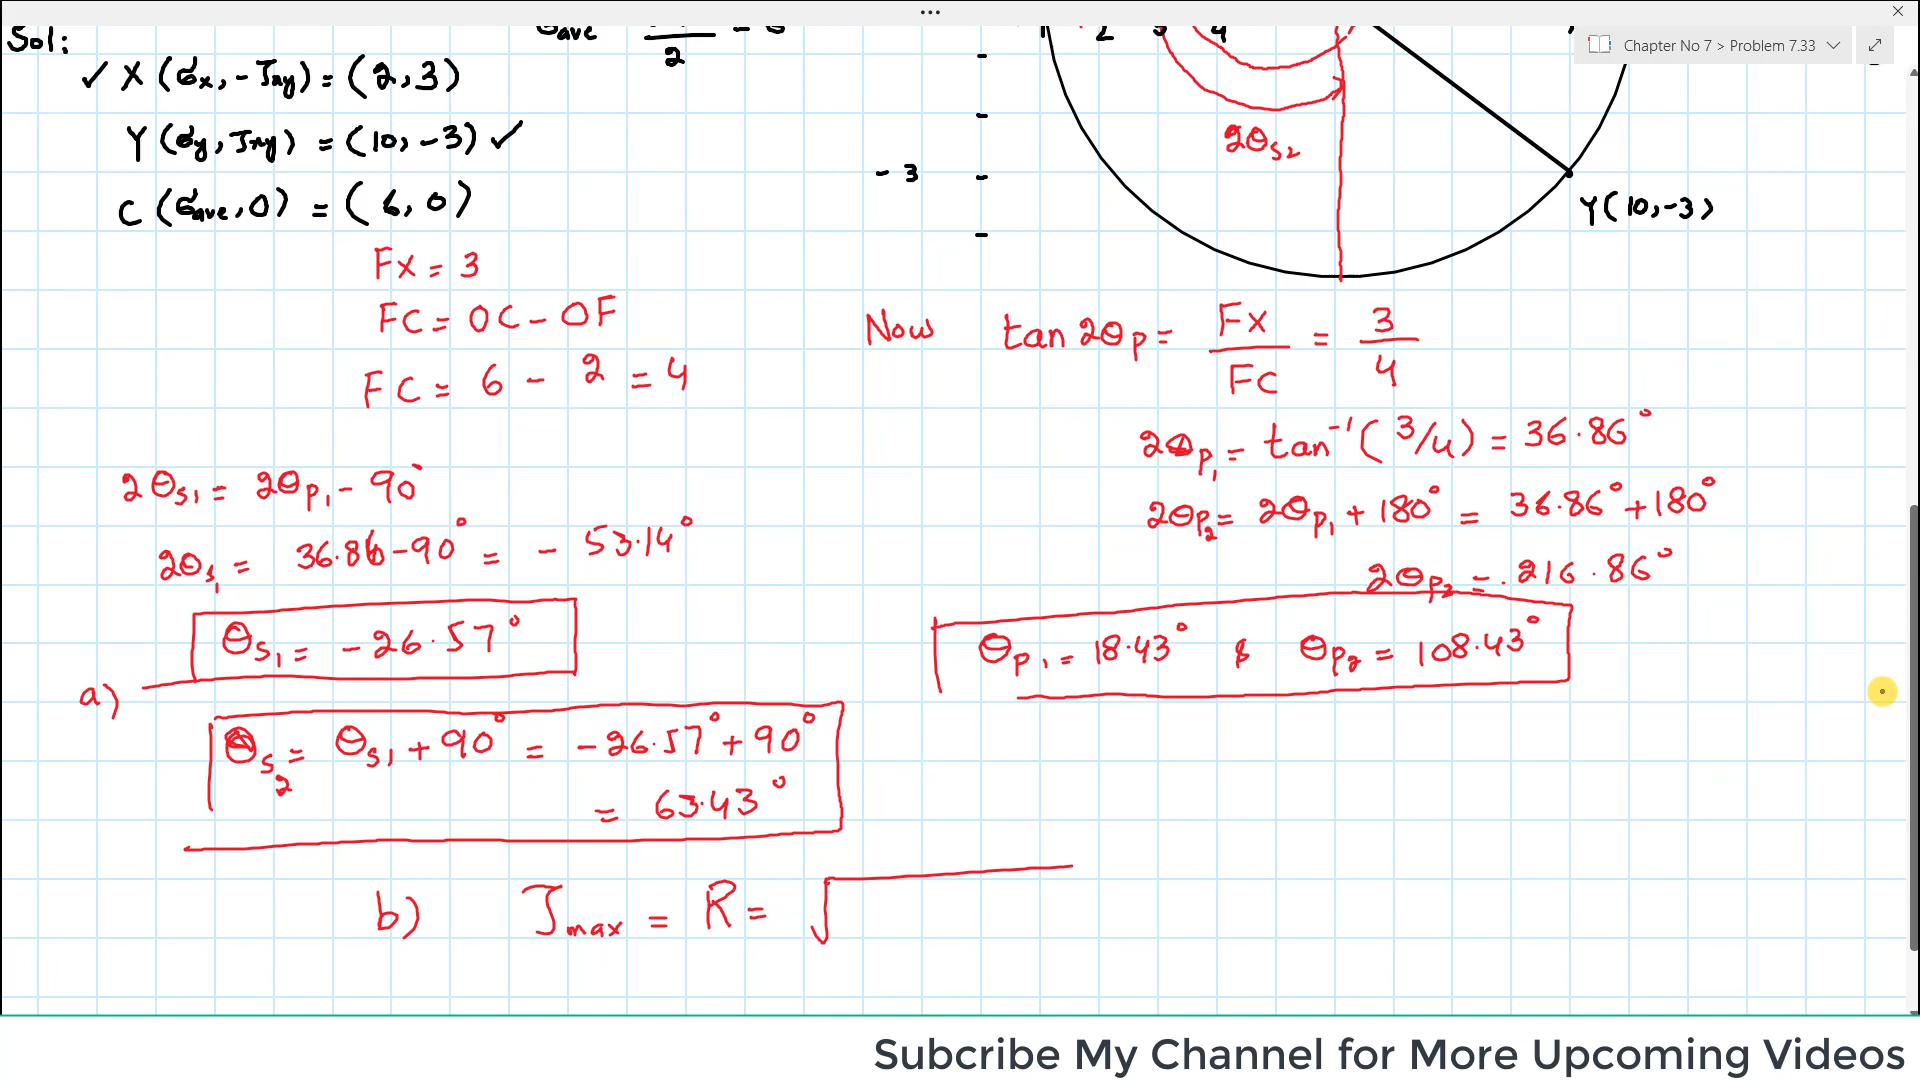 Sol:
σave = /2 = 6
1 2 3 4
Chapter No 7 > Problem 7.33
✓ X (σx, -τxy) = (2, 3)
Y (σy, τxy) = (10, -3) ✓
C (σave, 0) = (6, 0)
2θs2
- 3
Y(10, -3)
FX = 3
FC = OC - OF
FC = 6 - 2 = 4
Now tan 2θp = FX/FC = 3/4
2θp1 = tan⁻¹(3/4) = 36.86°
2θp2 = 2θp1 + 180° = 36.86° + 180°
2θp2 = 216.86°
θp1 = 18.43° & θp2 = 108.43°
2θs1 = 2θp1 - 90°
2θs1 = 36.86 - 90° = - 53.14°
θs1 = -26.57°
a)
θs2 = θs1 + 90° = -26.57° + 90°
= 63.43°
b) τmax = R = √
Subcribe My Channel for More Upcoming Videos